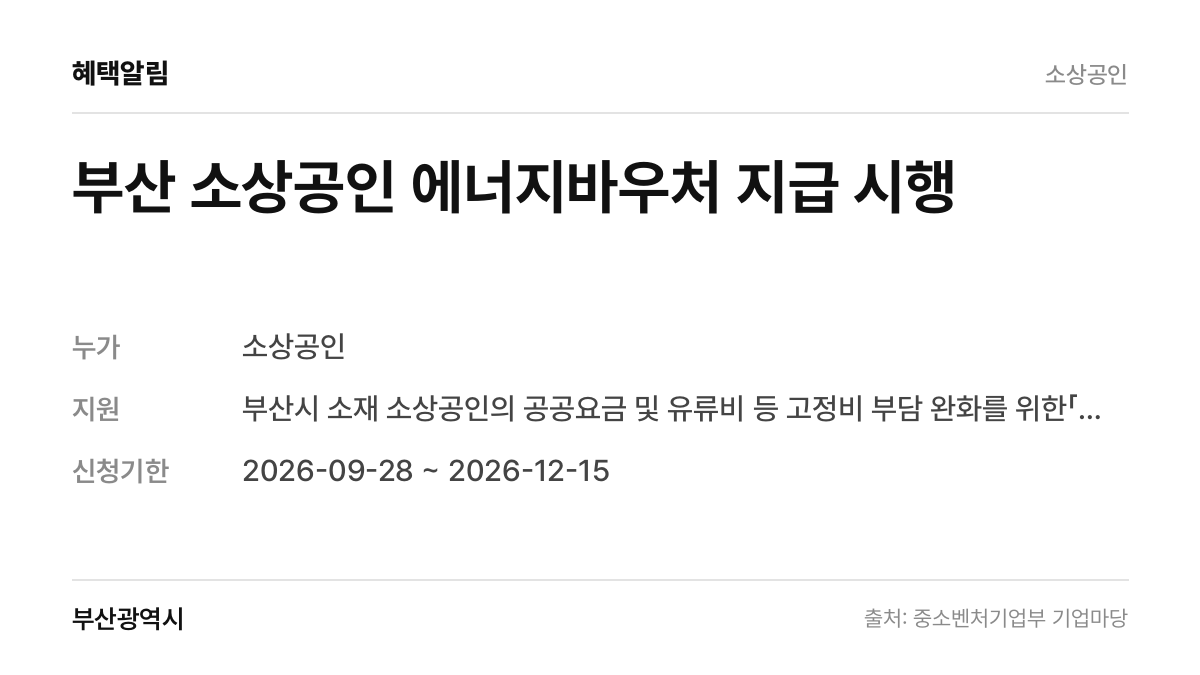 혜택알림
소상공인
부산 소상공인 에너지바우처 지급 시행
누가 소상공인
지원 부산시 소재 소상공인의 공공요금 및 유류비 등 고정비 부담 완화를 위한「...
신청기한 2026-09-28 ~ 2026-12-15
부산광역시
출처: 중소벤처기업부 기업마당